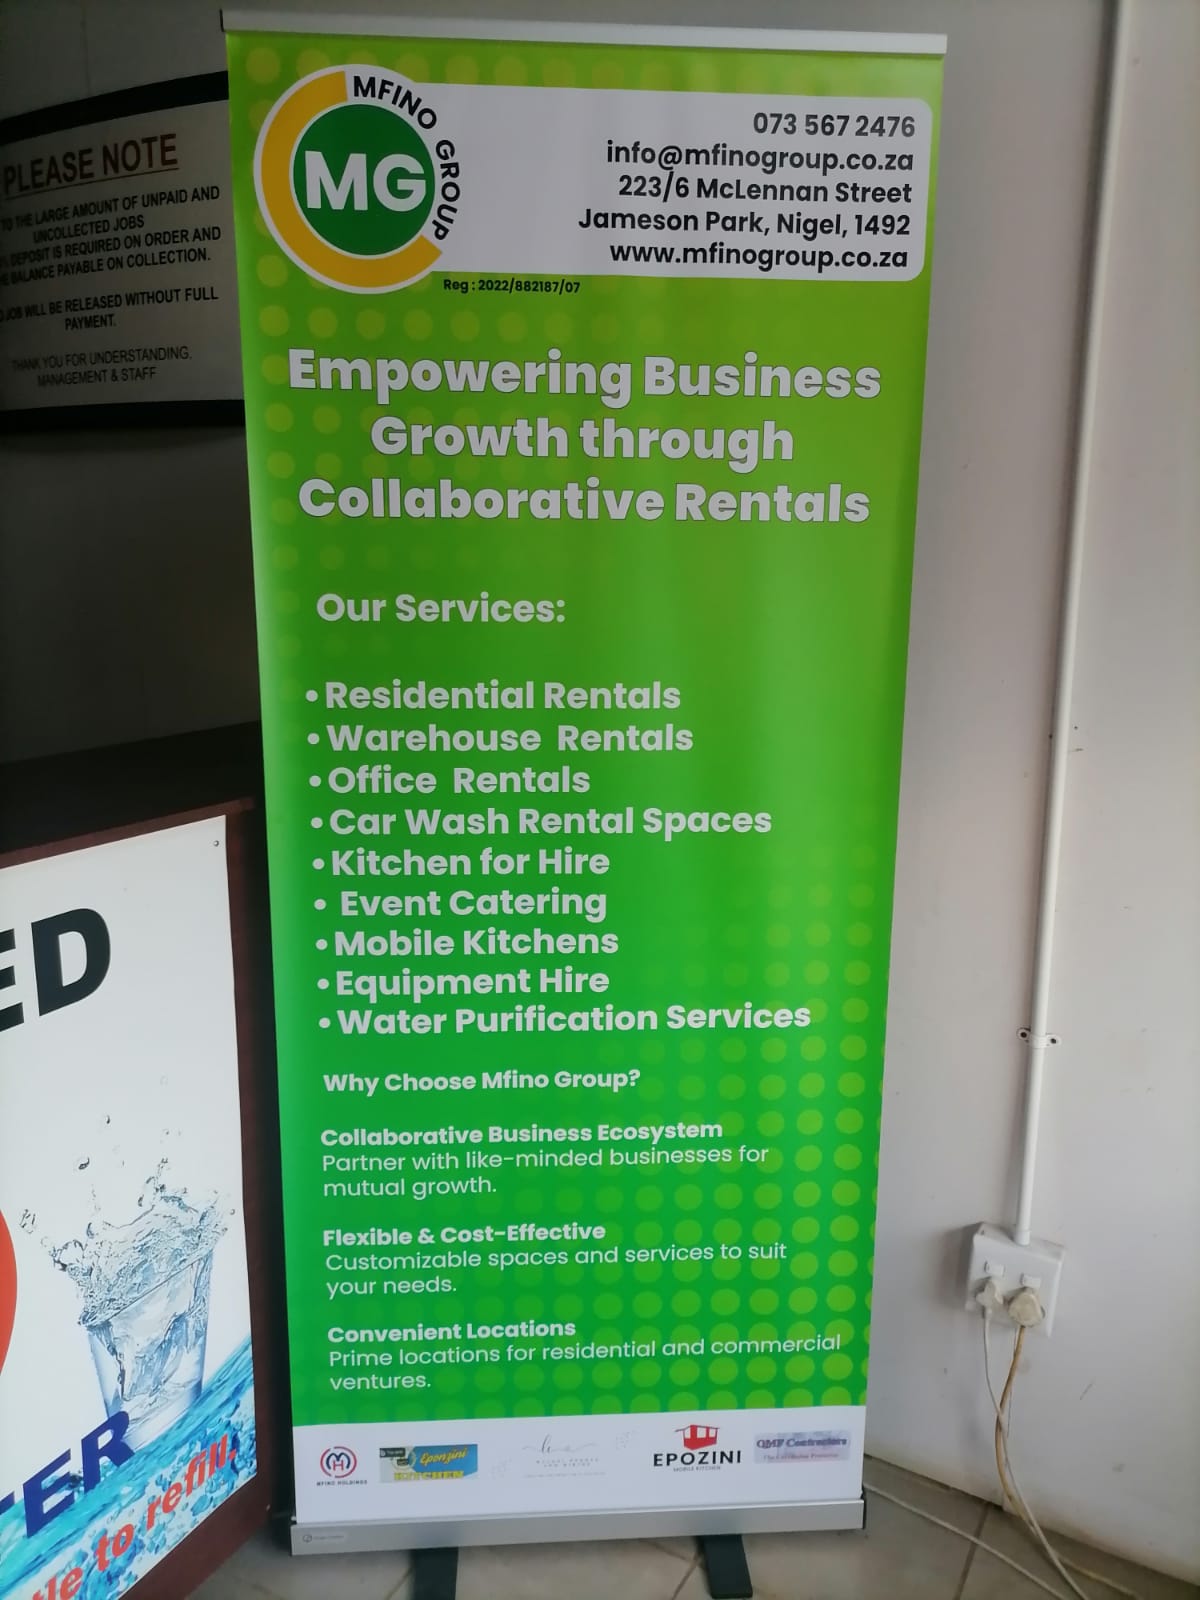 PLEASE NOTE
TO THE LARGE AMOUNT OF UNPAID AND
UNCOLLECTED JOBS
DEPOSIT IS REQUIRED ON ORDER AND
BALANCE PAYABLE ON COLLECTION.
JOB WILL BE RELEASED WITHOUT FULL
PAYMENT.
THANK YOU FOR UNDERSTANDING,
MANAGEMENT & STAFF
MFINO GROUP
MG
073 567 2476
info@mfinogroup.co.za
223/6 McLennan Street
Jameson Park, Nigel, 1492
www.mfinogroup.co.za
Reg : 2022/882187/07
Empowering Business
Growth through
Collaborative Rentals
Our Services:
• Residential Rentals
• Warehouse Rentals
• Office Rentals
• Car Wash Rental Spaces
• Kitchen for Hire
• Event Catering
• Mobile Kitchens
• Equipment Hire
• Water Purification Services
Why Choose Mfino Group?
Collaborative Business Ecosystem
Partner with like-minded businesses for
mutual growth.
Flexible & Cost-Effective
Customizable spaces and services to suit
your needs.
Convenient Locations
Prime locations for residential and commercial
ventures.
MFINO HOLDINGS
Eponzini
KITCHEN
EPOZINI
MOBILE KITCHEN
QMF Contractors
ED
TER
tle to refill.